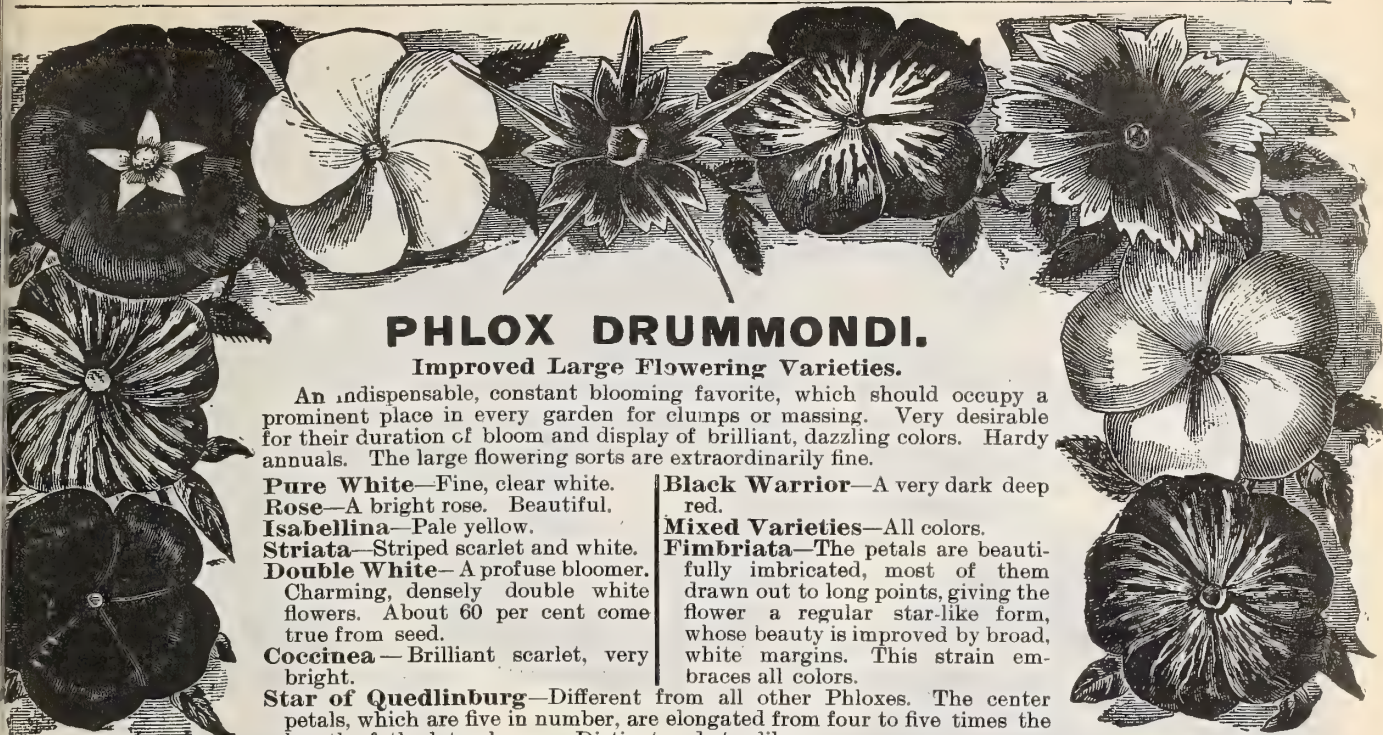 PHLOX DRUMMONDI.
Improved Large Flowering Varieties.
An indispensable, constant blooming favorite, which should occupy a
prominent place in every garden for clumps or massing. Very desirable
for their duration of bloom and display of brilliant, dazzling colors. Hardy
annuals. The large flowering sorts are extraordinarily fine.
Pure White—Fine, clear white.
Rose—A bright rose. Beautiful.
Isabellina—Pale yellow.
Striata—Striped scarlet and white.
Double White—A profuse bloomer.
Charming, densely double white
flowers. About 60 per cent come
true from seed.
Coccinea—Brilliant scarlet, very
bright.
Black Warrior—A very dark deep
red.
Mixed Varieties—All colors.
Fimbriata—The petals are beauti-
fully imbricated, most of them
drawn out to long points, giving the
flower a regular star-like form,
whose beauty is improved by broad,
white margins. This strain em-
braces all colors.
Star of Quedlinburg—Different from all other Phloxes. The center
petals, which are five in number, are elongated from four to five times the